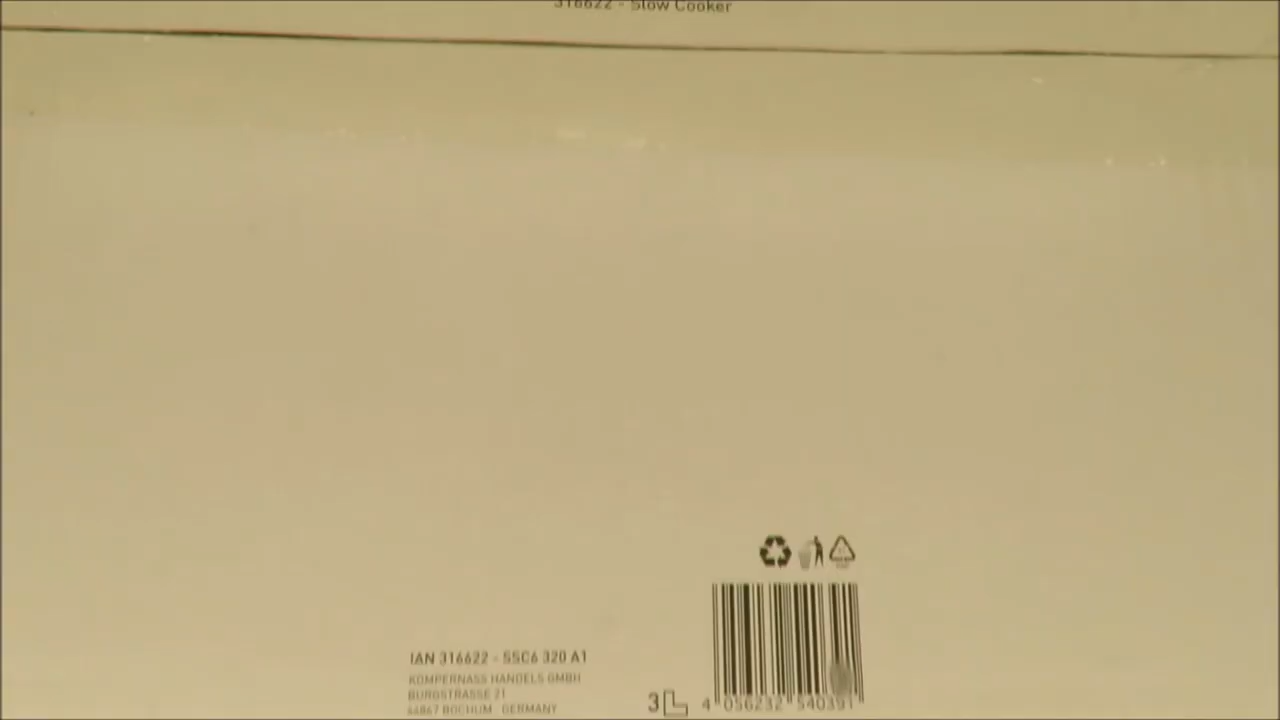 316622 - Slow Cooker
IAN 316622 - SSC6 320 A1
KOMPERNASS HANDELS GMBH
BURGSTRASSE 21
44867 BOCHUM · GERMANY
3
4 056232 540391